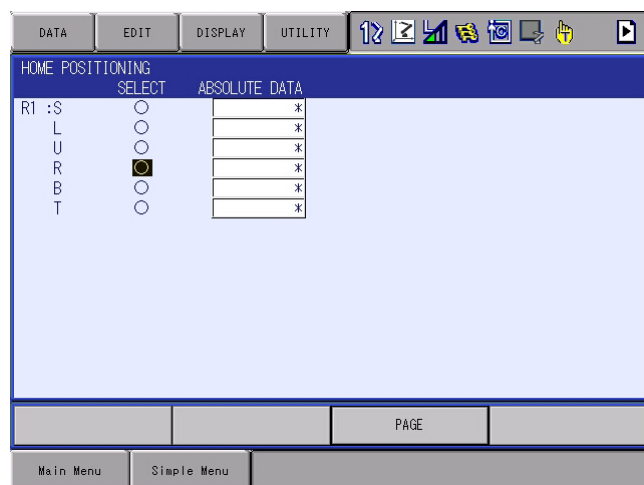 DATA EDIT DISPLAY UTILITY
HOME POSITIONING
SELECT ABSOLUTE DATA
R1 :S *
L *
U *
R *
B *
T *
PAGE
Main Menu Simple Menu